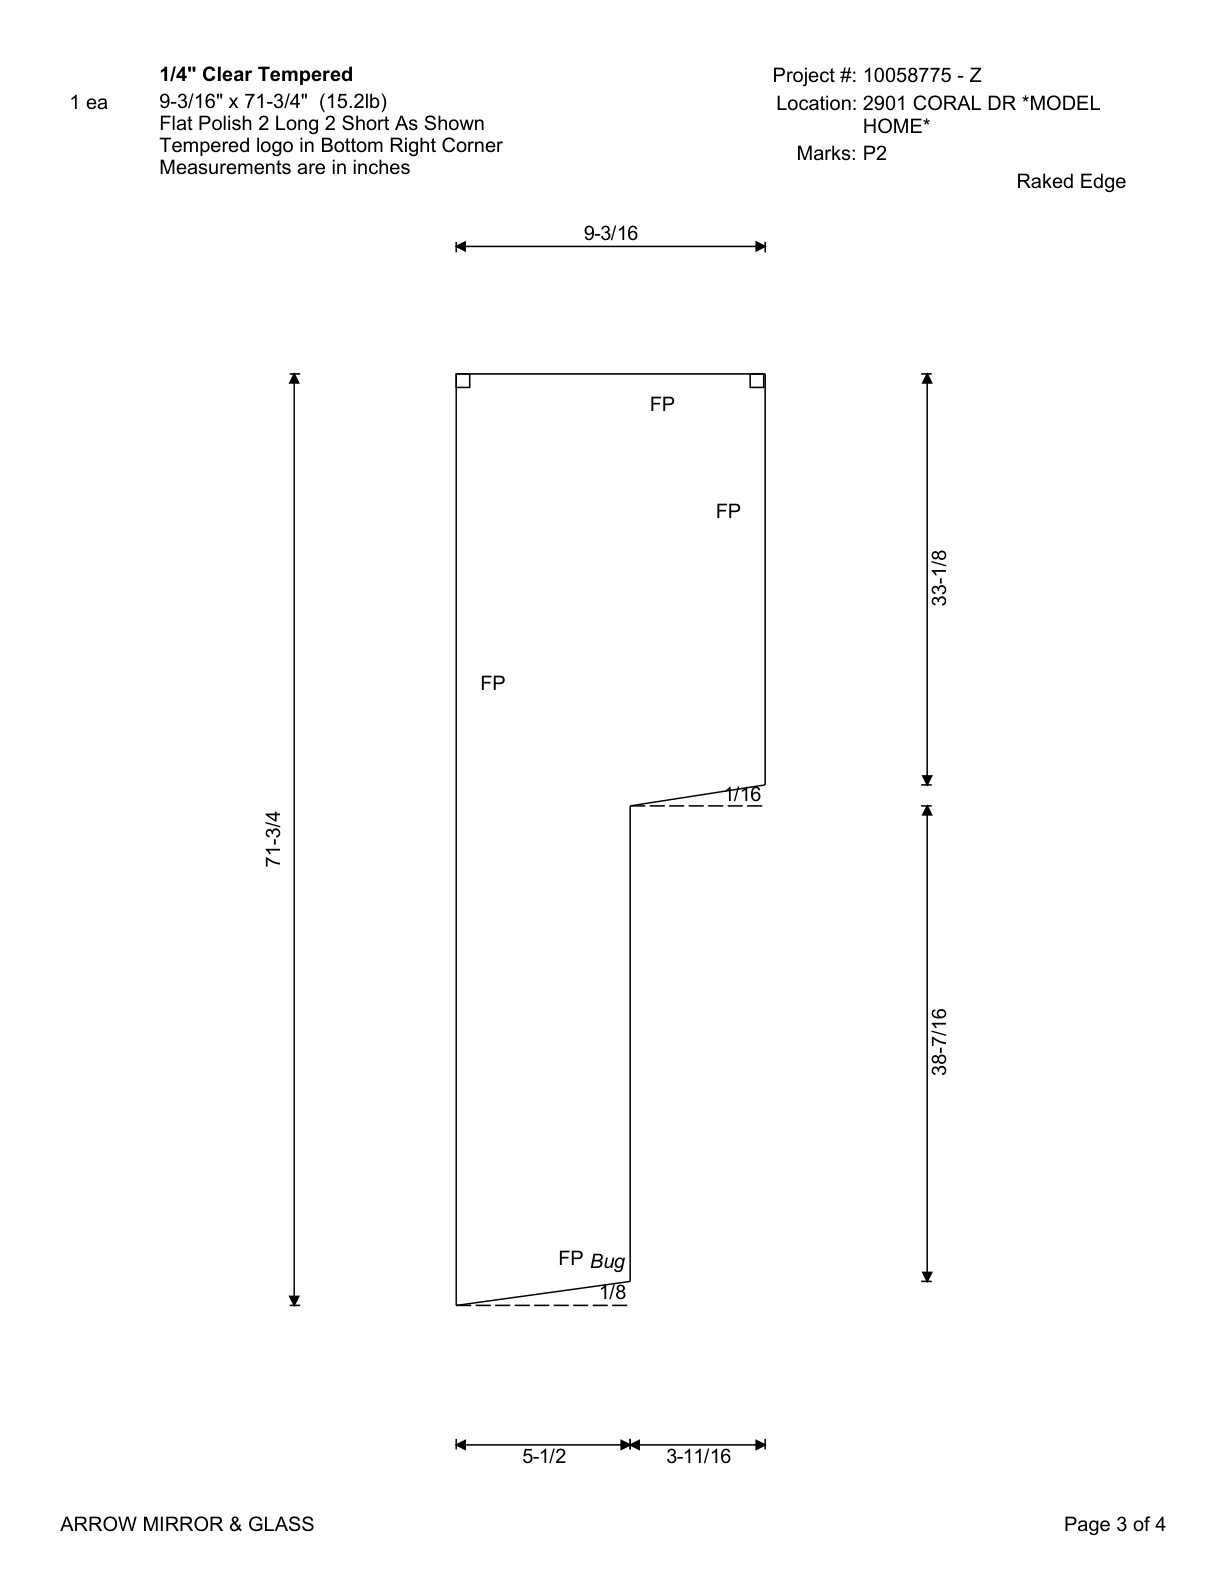 1/4" Clear Tempered
1 ea
9-3/16" x 71-3/4" (15.2lb)
Flat Polish 2 Long 2 Short As Shown
Tempered logo in Bottom Right Corner
Measurements are in inches
Project #: 10058775 - Z
Location: 2901 CORAL DR *MODEL
HOME*
Marks: P2
Raked Edge
9-3/16
FP
FP
33-1/8
FP
1/16
71-3/4
38-7/16
FP Bug
1/8
5-1/2
3-11/16
ARROW MIRROR & GLASS
Page 3 of 4